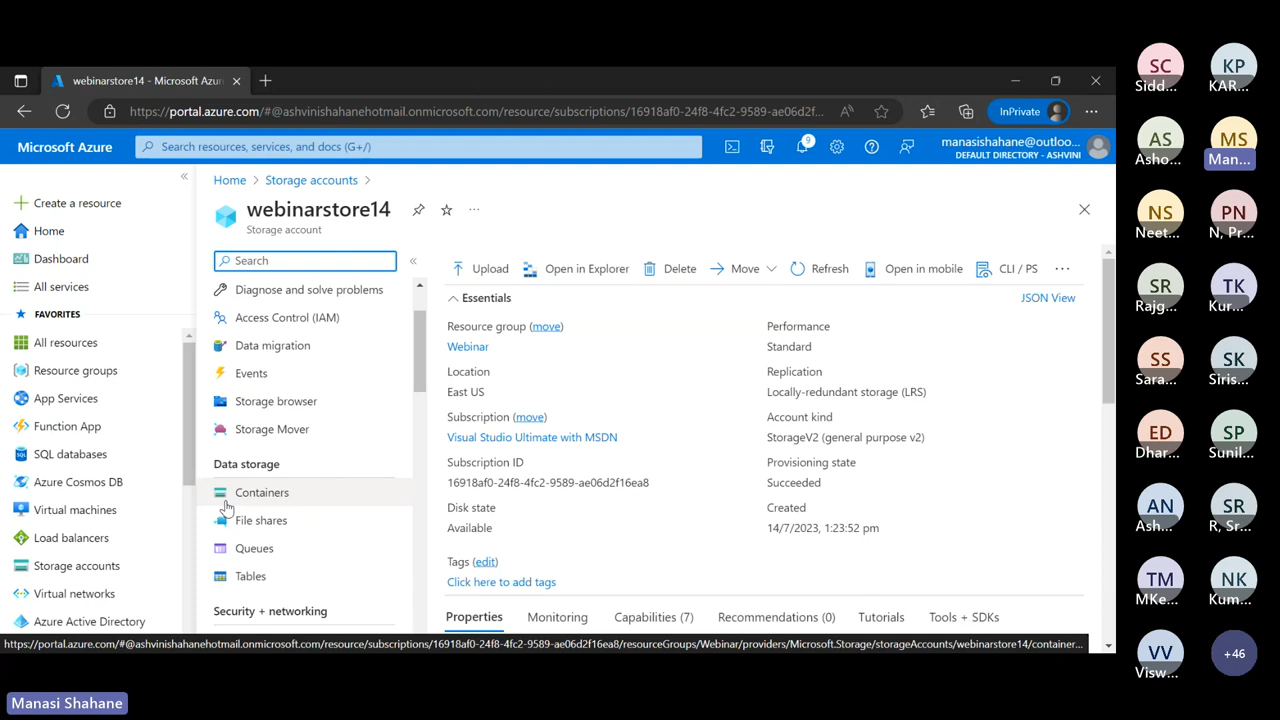 webinarstore14 - Microsoft Azur
https://portal.azure.com/#@ashvinishahanehotmail.onmicrosoft.com/resource/subscriptions/16918af0-24f8-4fc2-9589-ae06d2f...
InPrivate
Microsoft Azure
Search resources, services, and docs (G+/)
9
manasishahane@outloo...
DEFAULT DIRECTORY - ASHVINI
Create a resource
Home
Dashboard
All services
FAVORITES
All resources
Resource groups
App Services
Function App
SQL databases
Azure Cosmos DB
Virtual machines
Load balancers
Storage accounts
Virtual networks
Azure Active Directory
Home > Storage accounts >
webinarstore14
Storage account
Search
Diagnose and solve problems
Access Control (IAM)
Data migration
Events
Storage browser
Storage Mover
Data storage
Containers
File shares
Queues
Tables
Security + networking
Upload
Open in Explorer
Delete
Move
Refresh
Open in mobile
CLI / PS
Essentials
JSON View
Resource group (move)
Webinar
Location
East US
Subscription (move)
Visual Studio Ultimate with MSDN
Subscription ID
16918af0-24f8-4fc2-9589-ae06d2f16ea8
Disk state
Available
Tags (edit)
Click here to add tags
Performance
Standard
Replication
Locally-redundant storage (LRS)
Account kind
StorageV2 (general purpose v2)
Provisioning state
Succeeded
Created
14/7/2023, 1:23:52 pm
Properties
Monitoring
Capabilities (7)
Recommendations (0)
Tutorials
Tools + SDKs
https://portal.azure.com/#@ashvinishahanehotmail.onmicrosoft.com/resource/subscriptions/16918af0-24f8-4fc2-9589-ae06d2f16ea8/resourceGroups/Webinar/providers/Microsoft.Storage/storageAccounts/webinarstore14/container...
Manasi Shahane
SC
Sidd...
KP
KAR...
AS
Asho...
MS
Man...
NS
Neet...
PN
N, Pr...
SR
Rajg...
TK
Kur...
SS
Sara...
SK
Siris...
ED
Dhar...
SP
Sunil...
AN
Ash...
SR
R, Sr...
TM
MKe...
NK
Kum...
VV
Visw...
+46